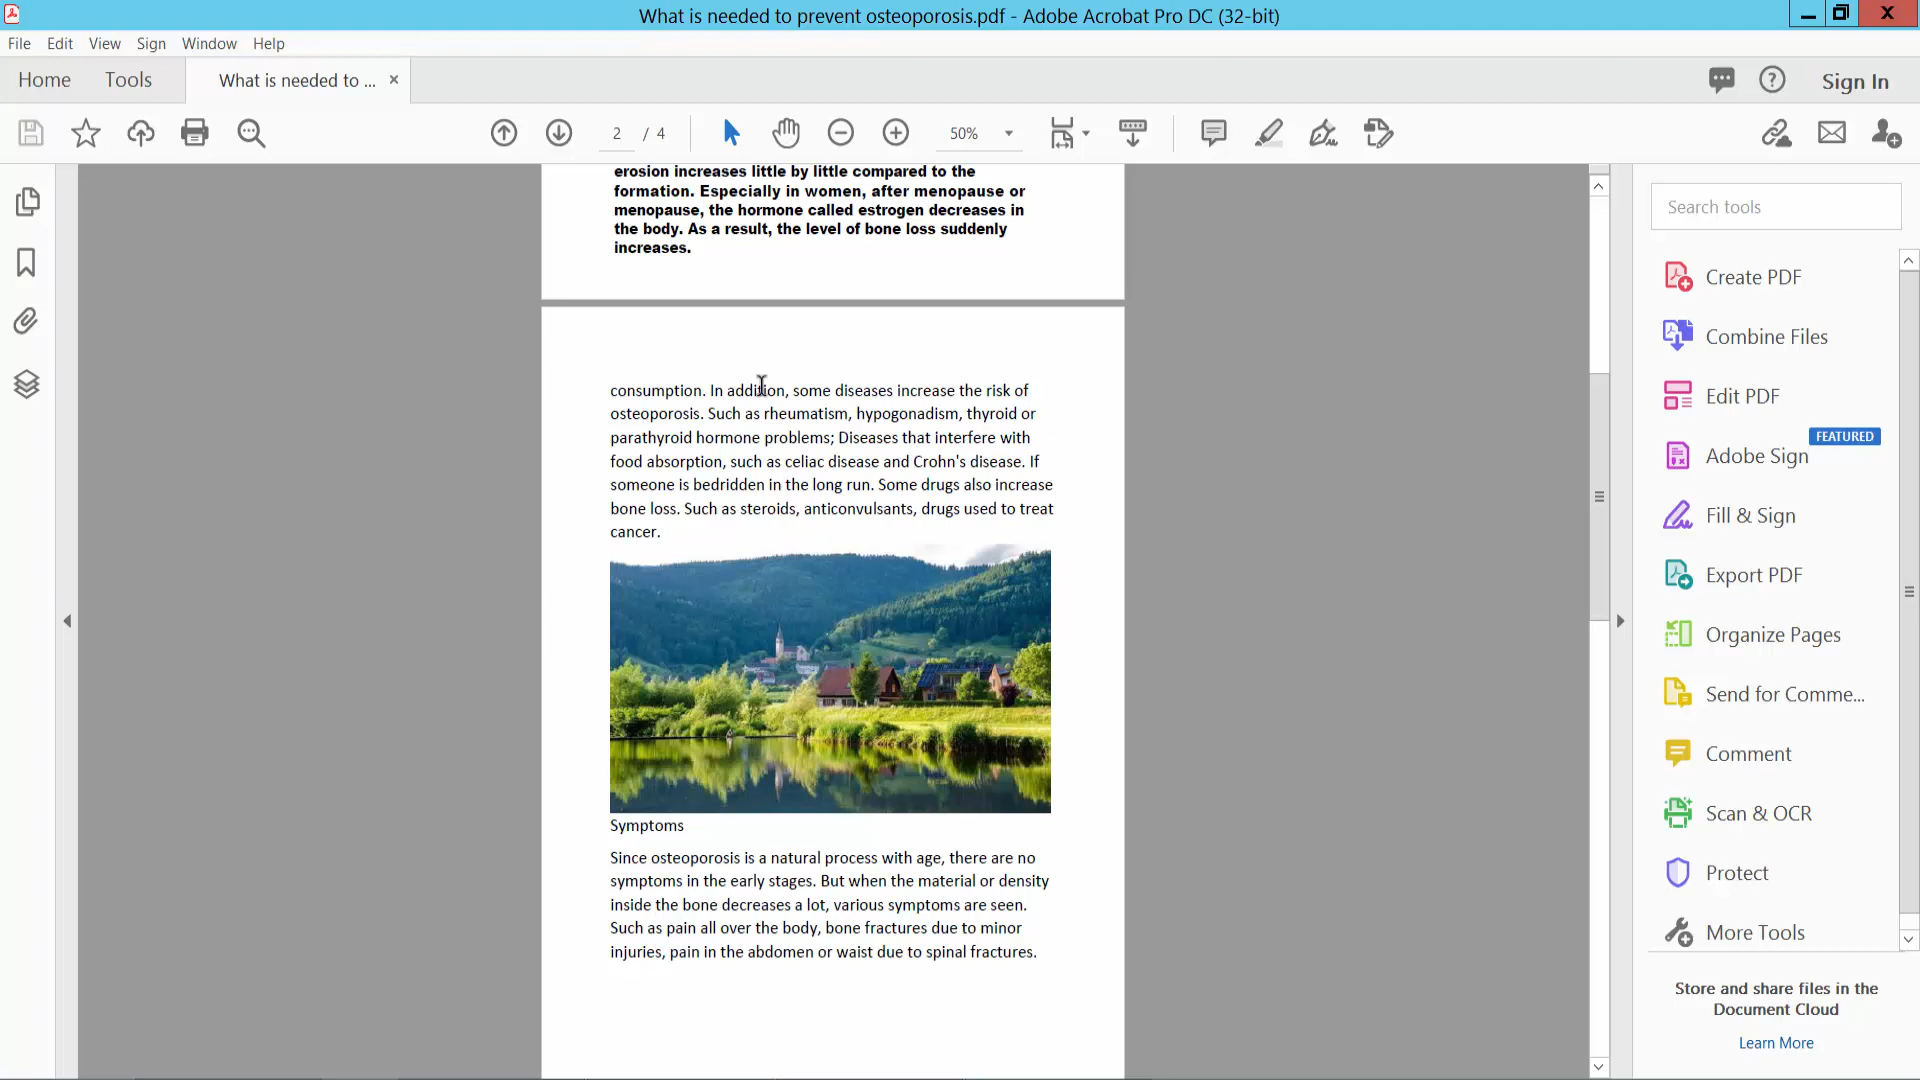 What is needed to prevent osteoporosis.pdf - Adobe Acrobat Pro DC (32-bit)
File Edit View Sign Window Help
Home Tools What is needed to ... × Sign In
2 / 4 50%
erosion increases little by little compared to the
formation. Especially in women, after menopause or
menopause, the hormone called estrogen decreases in
the body. As a result, the level of bone loss suddenly
increases.
consumption. In addition, some diseases increase the risk of
osteoporosis. Such as rheumatism, hypogonadism, thyroid or
parathyroid hormone problems; Diseases that interfere with
food absorption, such as celiac disease and Crohn's disease. If
someone is bedridden in the long run. Some drugs also increase
bone loss. Such as steroids, anticonvulsants, drugs used to treat
cancer.
Symptoms
Since osteoporosis is a natural process with age, there are no
symptoms in the early stages. But when the material or density
inside the bone decreases a lot, various symptoms are seen.
Such as pain all over the body, bone fractures due to minor
injuries, pain in the abdomen or waist due to spinal fractures.
Search tools
Create PDF
Combine Files
Edit PDF
FEATURED
Adobe Sign
Fill & Sign
Export PDF
Organize Pages
Send for Comme...
Comment
Scan & OCR
Protect
More Tools
Store and share files in the
Document Cloud
Learn More